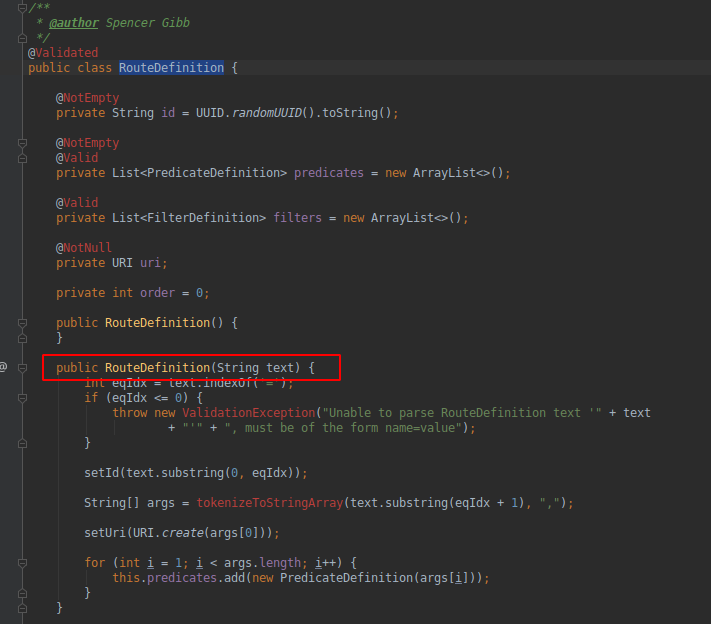 /**
 * @author Spencer Gibb
 */
@Validated
public class RouteDefinition {
    @NotEmpty
    private String id = UUID.randomUUID().toString();
    @NotEmpty
    @Valid
    private List<PredicateDefinition> predicates = new ArrayList<>();
    @Valid
    private List<FilterDefinition> filters = new ArrayList<>();
    @NotNull
    private URI uri;
    private int order = 0;
    public RouteDefinition() {
    }
@
    public RouteDefinition(String text) {
        int eqIdx = text.indexOf('=');
        if (eqIdx <= 0) {
            throw new ValidationException("Unable to parse RouteDefinition text '" + text
                    + "'" + ", must be of the form name=value");
        }
        setId(text.substring(0, eqIdx));
        String[] args = tokenizeToStringArray(text.substring(eqIdx + 1), ",");
        setUri(URI.create(args[0]));
        for (int i = 1; i < args.length; i++) {
            this.predicates.add(new PredicateDefinition(args[i]));
        }
    }